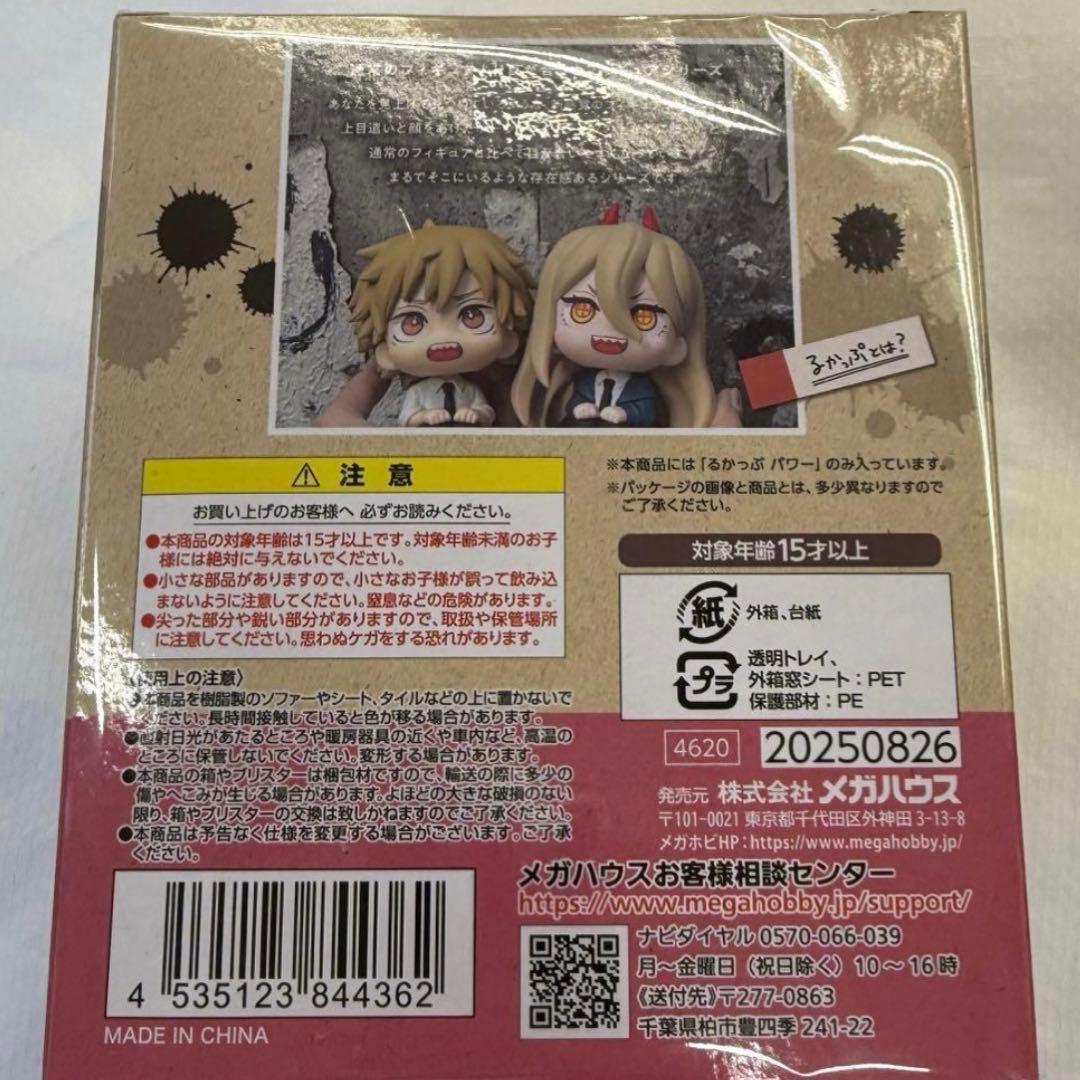 通常のフィギュア
ーズ
あなたを見上
上目遣いと顔をあ
通常のフィギュアと比べて目が
まるでそこにいるような存在感あるシリーズです。
るかっぷとは?
⚠ 注意
お買い上げのお客様へ 必ずお読みください。
●本商品の対象年齢は15才以上です。対象年齢未満のお子
様には絶対に与えないでください。
●小さな部品がありますので、小さなお子様が誤って飲み込
まないように注意してください。窒息などの危険があります。
●尖った部分や鋭い部分がありますので、取扱や保管場所
に注意してください。思わぬケガをする恐れがあります。
※本商品には「るかっぷ パワー」のみ入っています。
※パッケージの画像と商品とは、多少異なりますので
ご了承ください。
対象年齢15才以上
紙 外箱、台紙
プラ 透明トレイ、
外箱窓シート:PET
保護部材:PE
〈使用上の注意〉
●本商品を樹脂製のソファーやシート、タイルなどの上に置かないで
ください。長時間接触していると色が移る場合があります。
●直射日光があたるところや暖房器具の近くや車内など、高温の
ところに保管しないでください。変形する場合があります。
●本商品の箱やブリスターは梱包材ですので、輸送の際に多少の
傷やへこみが生じる場合があります。よほどの大きな破損のない
限り、箱やブリスターの交換は致しかねますのでご了承ください。
●本商品は予告なく仕様を変更する場合がございます。ご了承
ください。
4620 20250826
発売元 株式会社 メガハウス
〒101-0021 東京都千代田区外神田3-13-8
メガホビHP:https://www.megahobby.jp/
メガハウスお客様相談センター
https://www.megahobby.jp/support/
ナビダイヤル 0570-066-039
月〜金曜日(祝日除く)10〜16時
《送付先》〒277-0863
千葉県柏市豊四季241-22
4 535123 844362
MADE IN CHINA